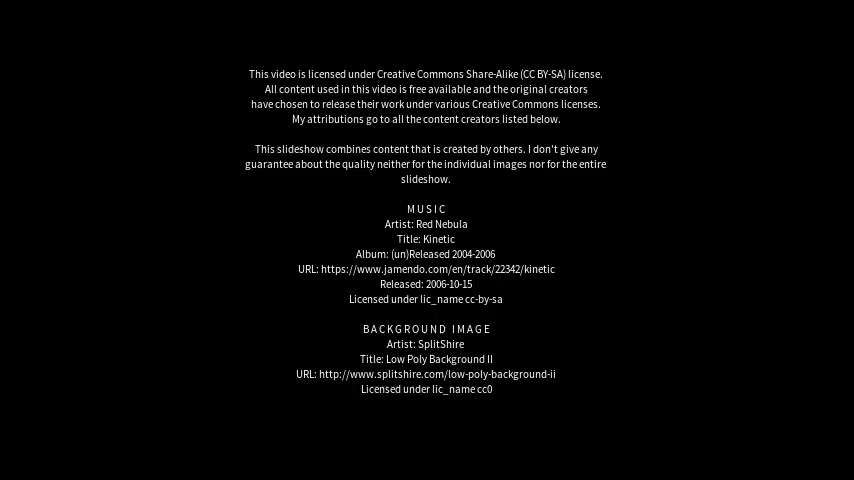 This video is licensed under Creative Commons Share-Alike (CC BY-SA) license.
All content used in this video is free available and the original creators
have chosen to release their work under various Creative Commons licenses.
My attributions go to all the content creators listed below.
This slideshow combines content that is created by others. I don't give any
guarantee about the quality neither for the individual images nor for the entire
slideshow.
MUSIC
Artist: Red Nebula
Title: Kinetic
Album: (un)Released 2004-2006
URL: https://www.jamendo.com/en/track/22342/kinetic
Released: 2006-10-15
Licensed under lic_name cc-by-sa
BACKGROUND IMAGE
Artist: SplitShire
Title: Low Poly Background II
URL: http://www.splitshire.com/low-poly-background-ii
Licensed under lic_name cc0